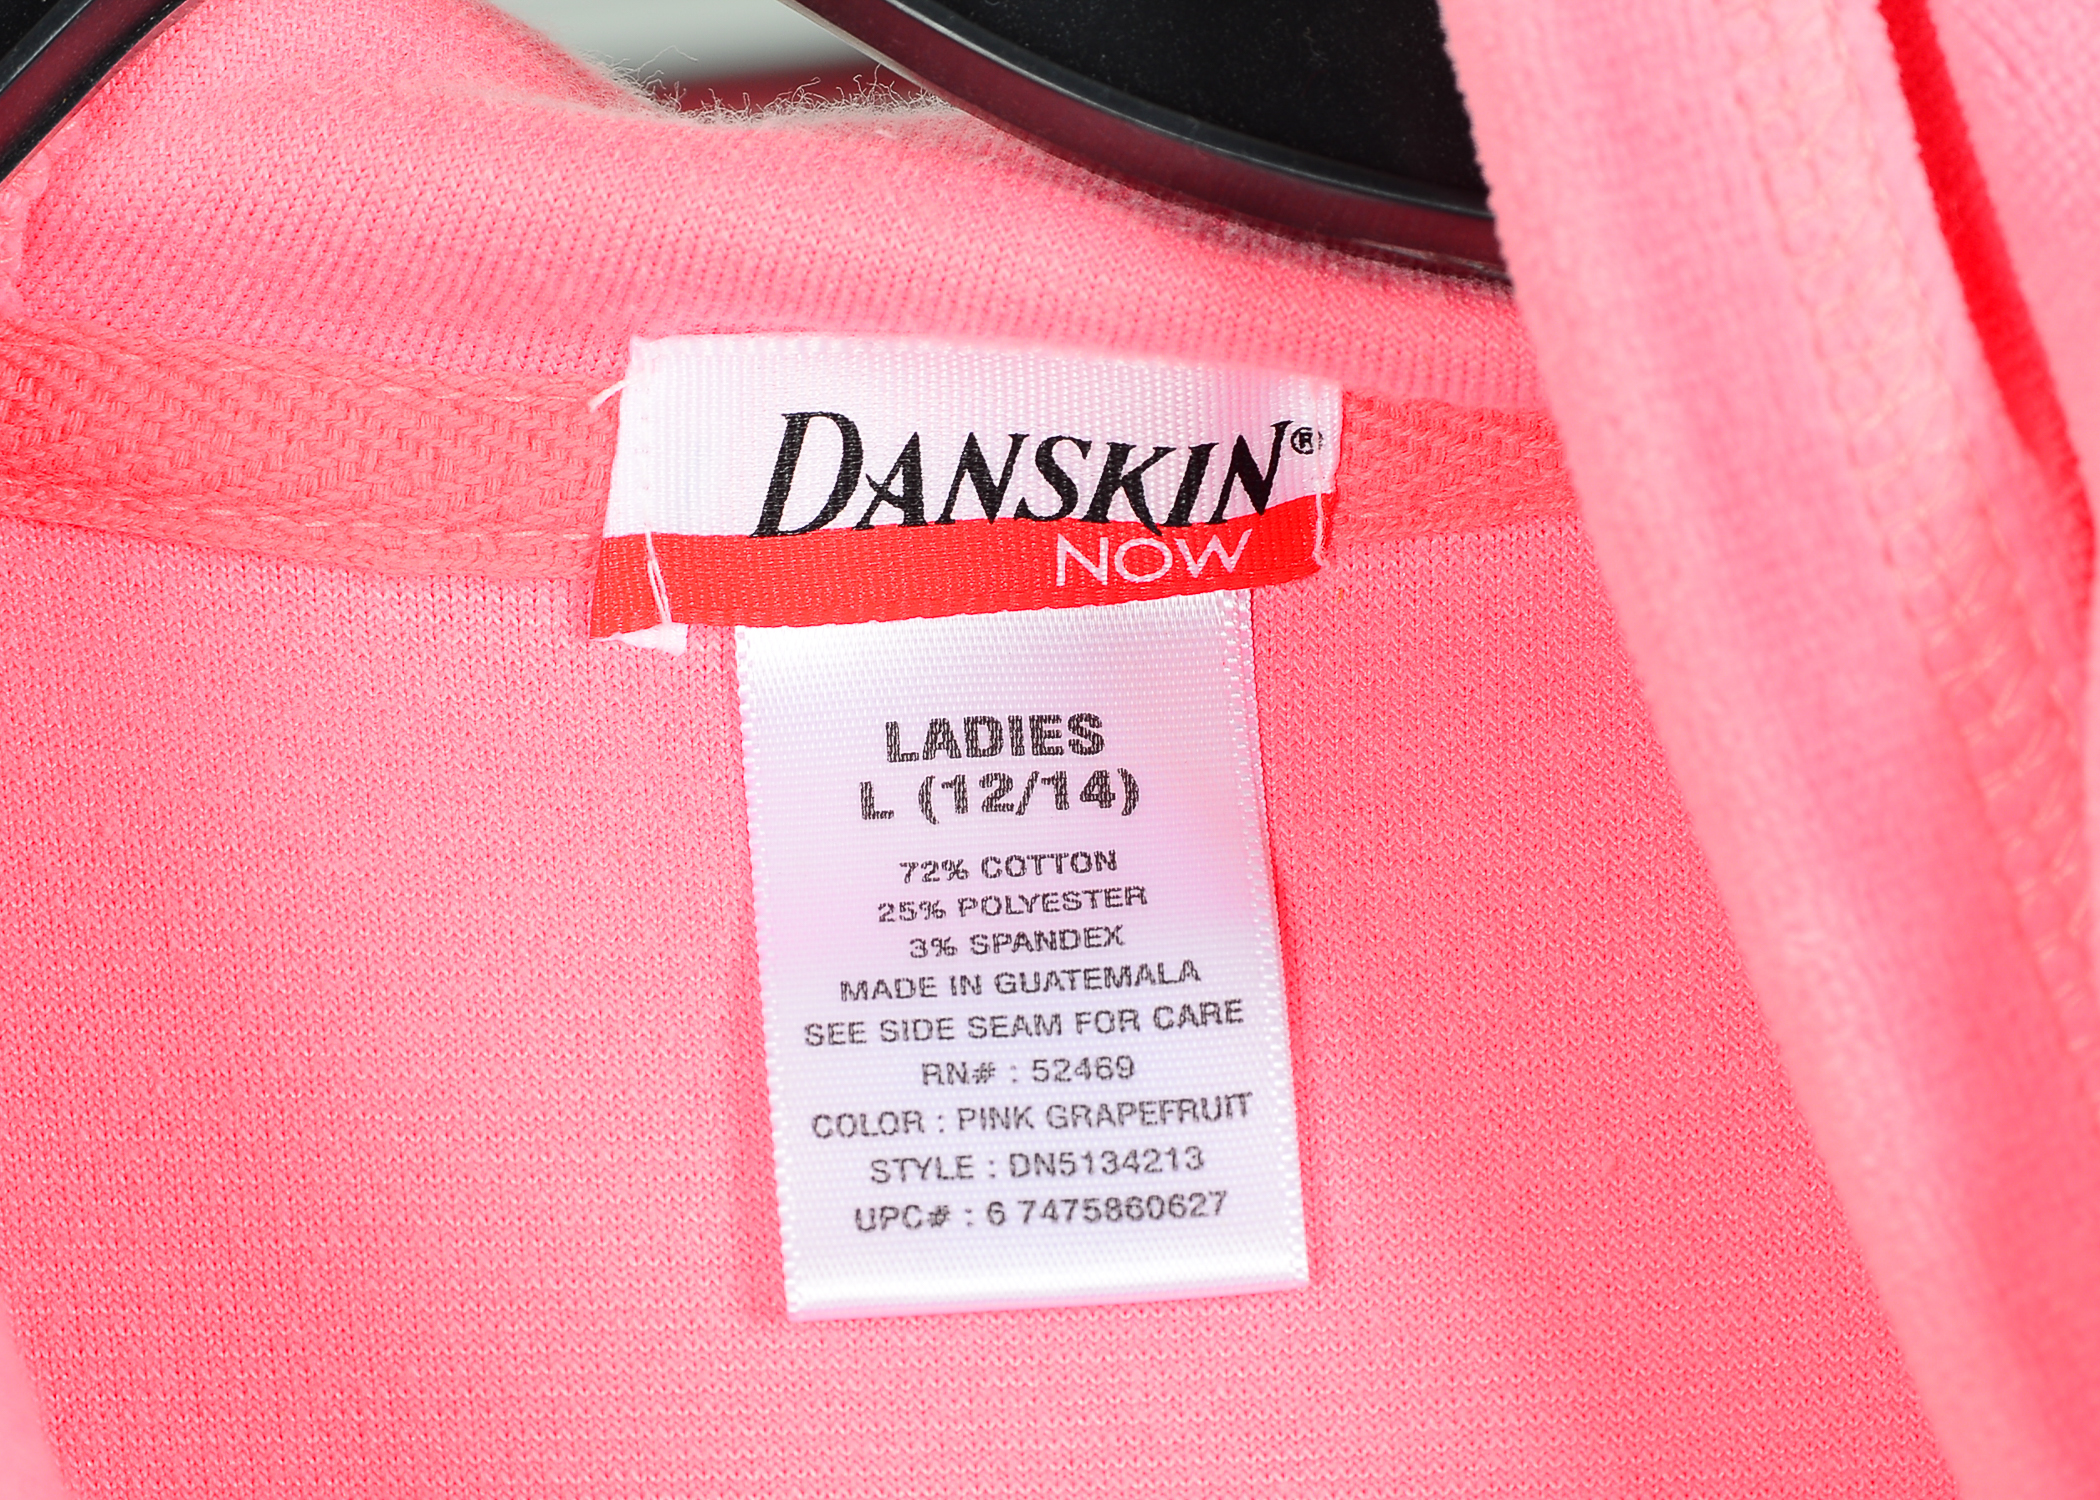 DANSKIN®
NOW
LADIES
L (12/14)
72% COTTON
25% POLYESTER
3% SPANDEX
MADE IN GUATEMALA
SEE SIDE SEAM FOR CARE
RN# : 52469
COLOR : PINK GRAPEFRUIT
STYLE : DN5134213
UPC# : 6 7475860627